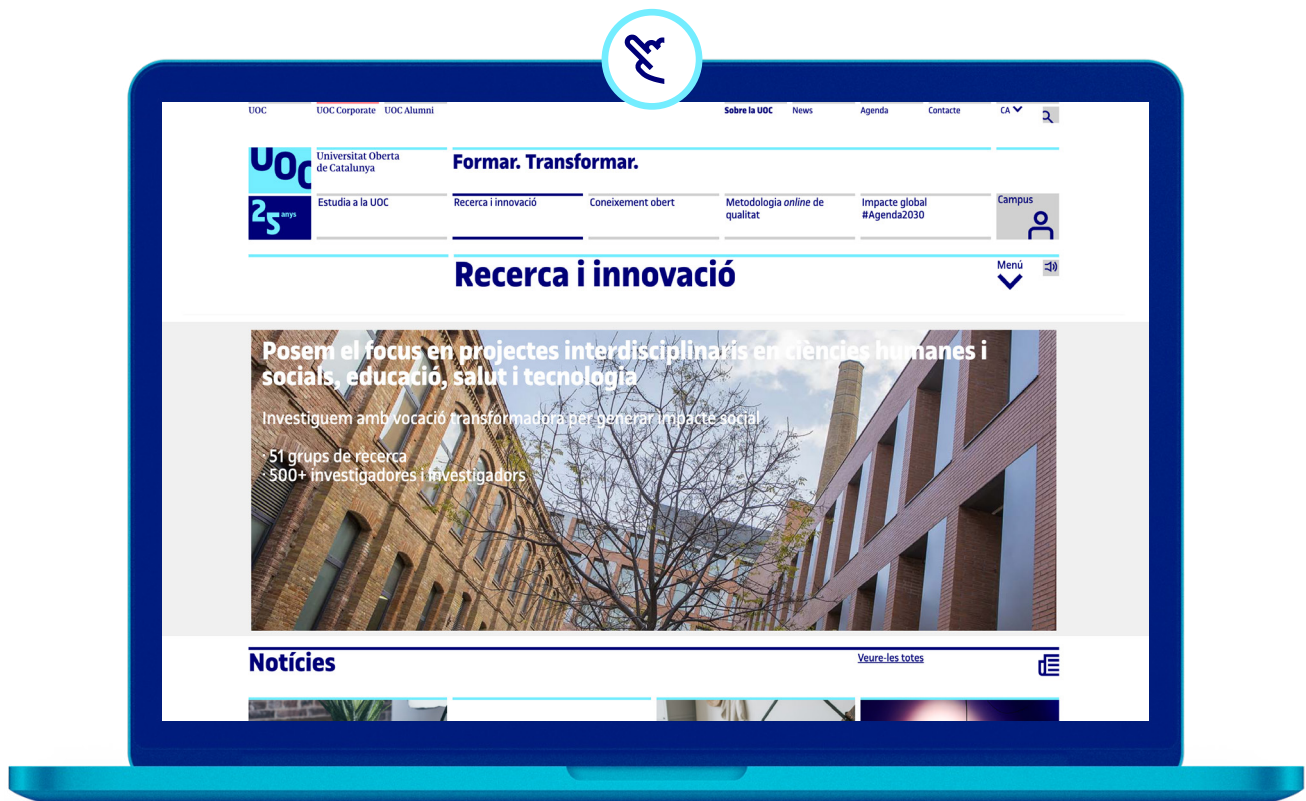 UOC
UOC Corporate
UOC Alumni
Sobre la UOC
News
Agenda
Contacte
CA
UOC
Universitat Oberta
de Catalunya
Formar. Transformar.
25 anys
Estudia a la UOC
Recerca i innovació
Coneixement obert
Metodologia online de
qualitat
Impacte global
#Agenda2030
Campus
Recerca i innovació
Menú
Posem el focus en projectes interdisciplinaris en ciències humanes i
socials, educació, salut i tecnologia
Investiguem amb vocació transformadora per generar impacte social
· 51 grups de recerca
· 500+ investigadores i investigadors
Notícies
Veure-les totes